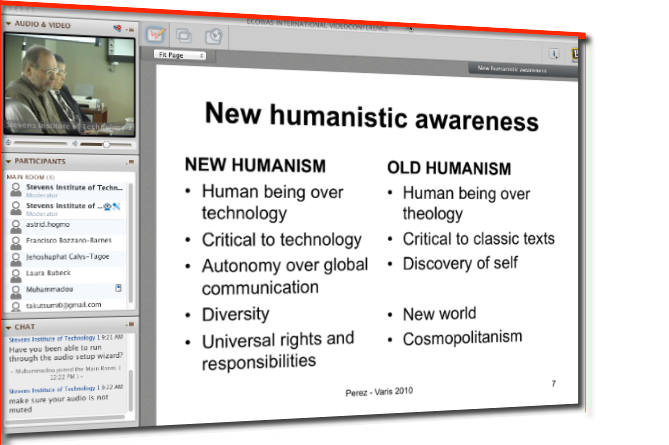 ECOWAS INTERNATIONAL VIDEOCONFERENCE
AUDIO & VIDEO
Stevens Institute of Technology 1
PARTICIPANTS
MAIN ROOM (8)
Stevens Institute of Techn...
Moderator
Stevens Institute of ...
Moderator
astrid.hogmo
Francisco Bozzano-Barnes
Jehoshaphat Calys-Tagoe
Laura Bubeck
Muhammadou
takutsumi0@gmail.com
CHAT
Stevens Institute of Technology 1 9:21 AM
Have you been able to run
through the audio setup wizard?
- Muhammadou joined the Main Room. (
12:22 PM ) -
Stevens Institute of Technology 1 9:22 AM
make sure your audio is not
muted
Fit Page
New humanistic awareness
New humanistic awareness
NEW HUMANISM
• Human being over
technology
• Critical to technology
• Autonomy over global
communication
• Diversity
• Universal rights and
responsibilities
OLD HUMANISM
• Human being over
theology
• Critical to classic texts
• Discovery of self
• New world
• Cosmopolitanism
Perez - Varis 2010
7